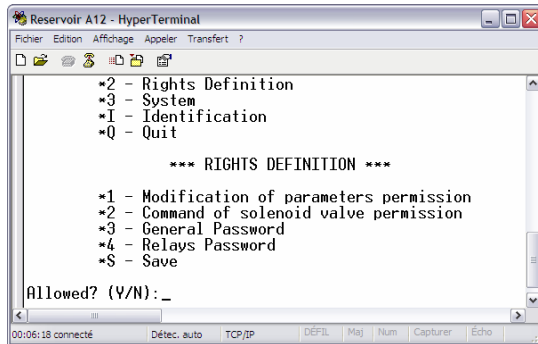 Reservoir A12 - HyperTerminal
Fichier Edition Affichage Appeler Transfert ?
*2 - Rights Definition
*3 - System
*I - Identification
*Q - Quit
*** RIGHTS DEFINITION ***
*1 - Modification of parameters permission
*2 - Command of solenoid valve permission
*3 - General Password
*4 - Relays Password
*S - Save
Allowed? (Y/N):_
00:06:18 connecté Détec. auto TCP/IP DÉFIL Maj Num Capturer Écho